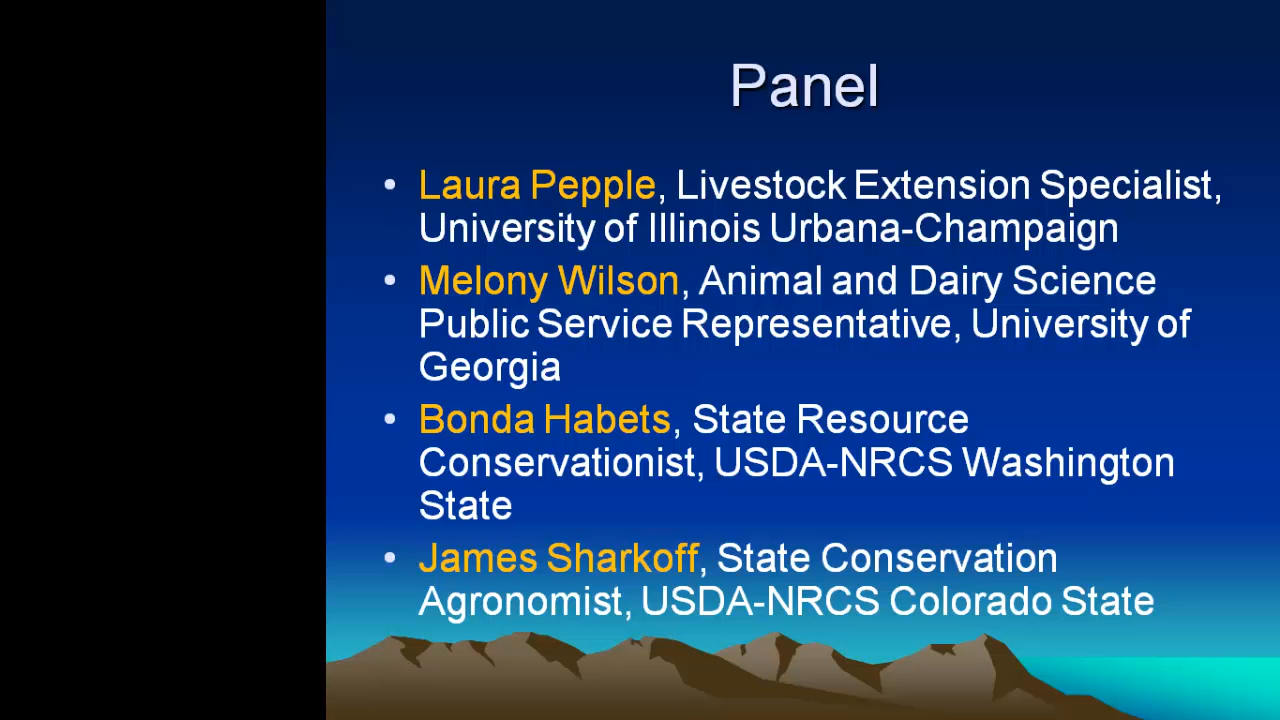 Panel
• Laura Pepple, Livestock Extension Specialist,
University of Illinois Urbana-Champaign
• Melony Wilson, Animal and Dairy Science
Public Service Representative, University of
Georgia
• Bonda Habets, State Resource
Conservationist, USDA-NRCS Washington
State
• James Sharkoff, State Conservation
Agronomist, USDA-NRCS Colorado State